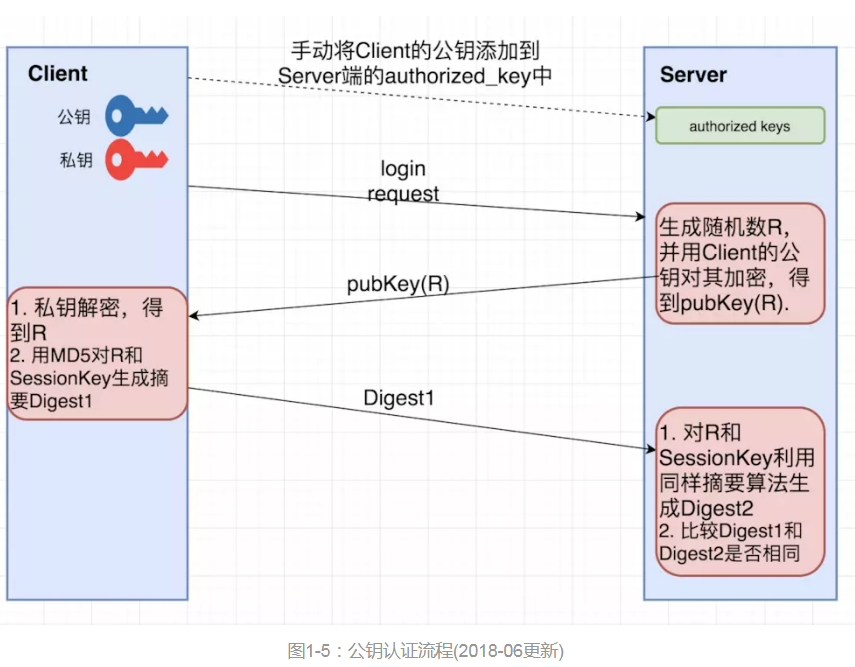 手动将Client的公钥添加到
Server端的authorized_key中
Client
公钥
私钥
Server
authorized keys
login
request
生成随机数R,
并用Client的公
钥对其加密，得
到pubKey(R).
pubKey(R)
1. 私钥解密，得
到R
2. 用MD5对R和
SessionKey生成摘
要Digest1
Digest1
1. 对R和
SessionKey利用
同样摘要算法生
成Digest2
2. 比较Digest1和
Digest2是否相同
图1-5：公钥认证流程(2018-06更新)